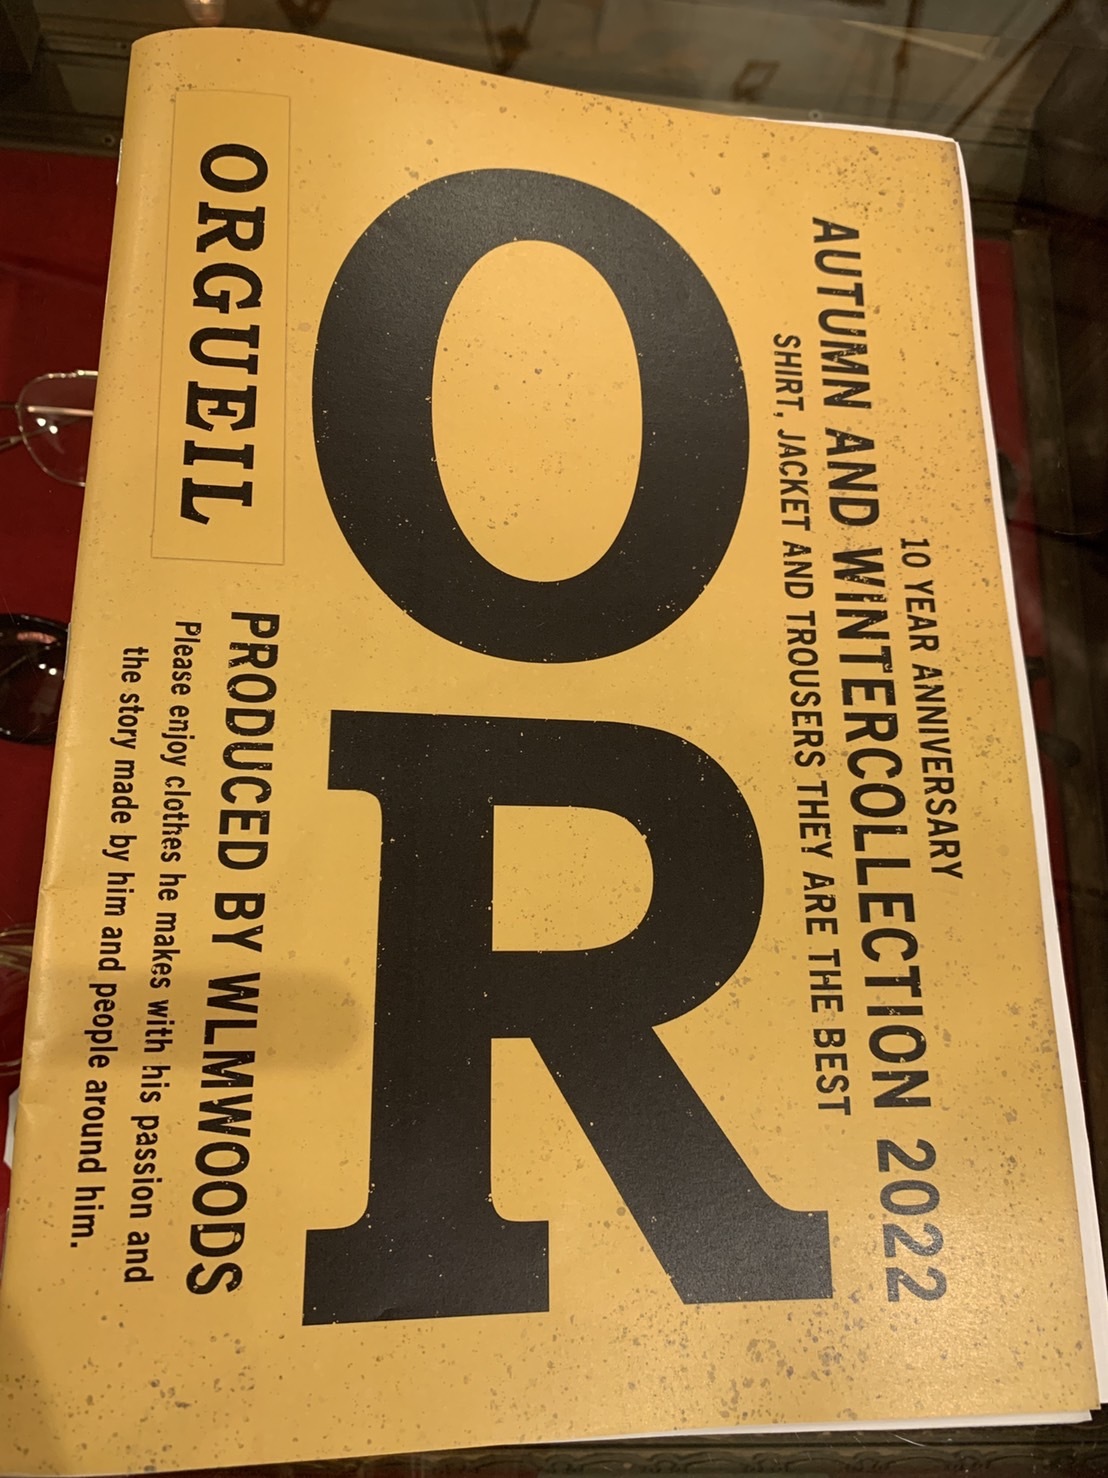 10 YEAR ANNIVERSARY
AUTUMN AND WINTERCOLLECTION 2022
SHIRT, JACKET AND TROUSERS THEY ARE THE BEST
OR
ORGUEIL
PRODUCED BY WLMWOODS
Please enjoy clothes he makes with his passion and
the story made by him and people around him.